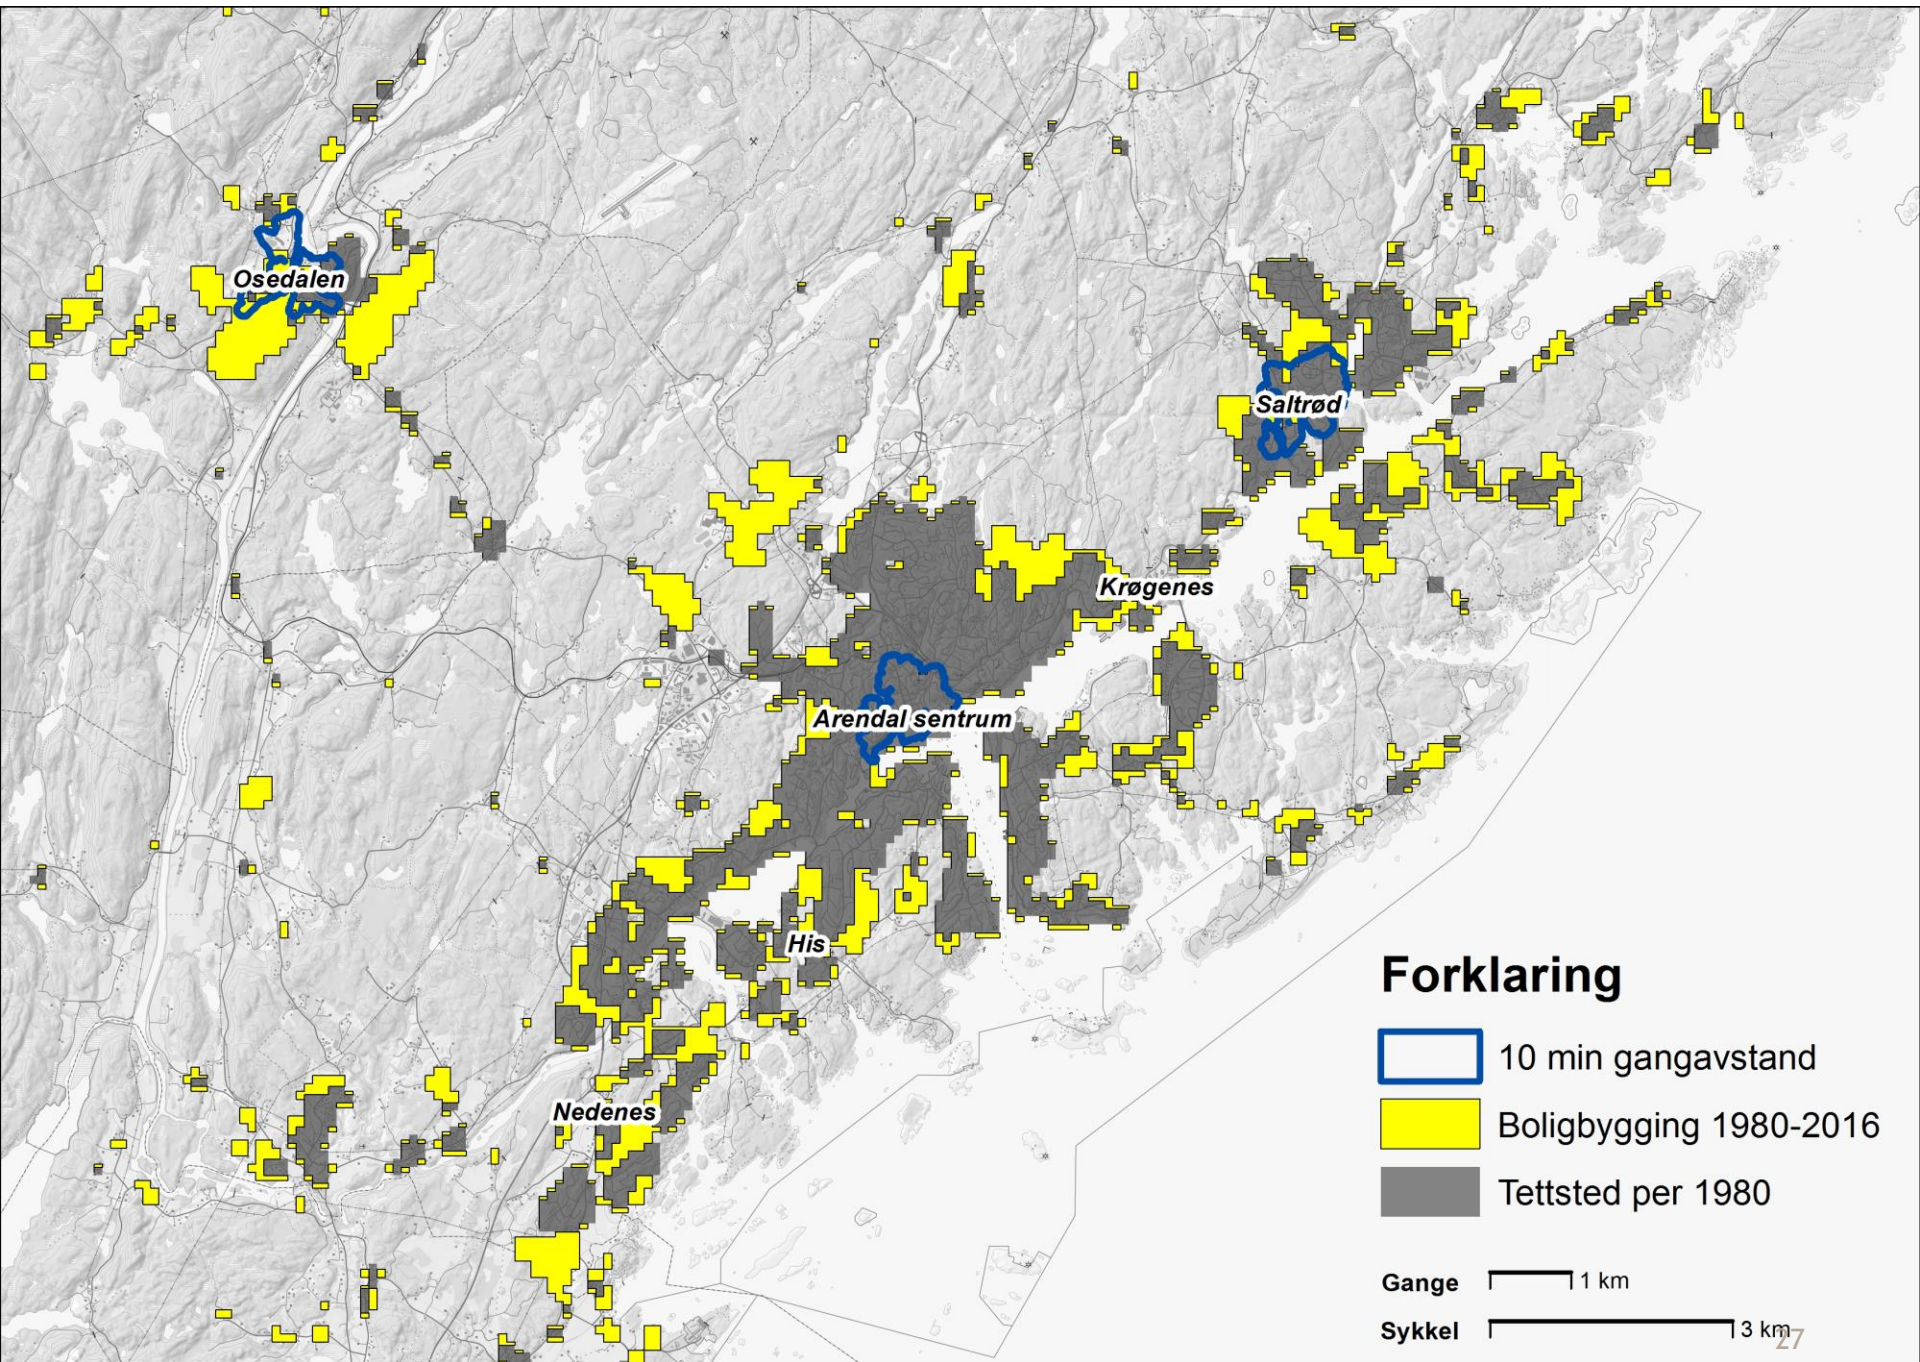 Osedalen
Saltrød
Krøgenes
Arendal sentrum
His
Nedenes
Forklaring
10 min gangavstand
Boligbygging 1980-2016
Tettsted per 1980
Gange 1 km
Sykkel 3 km
27